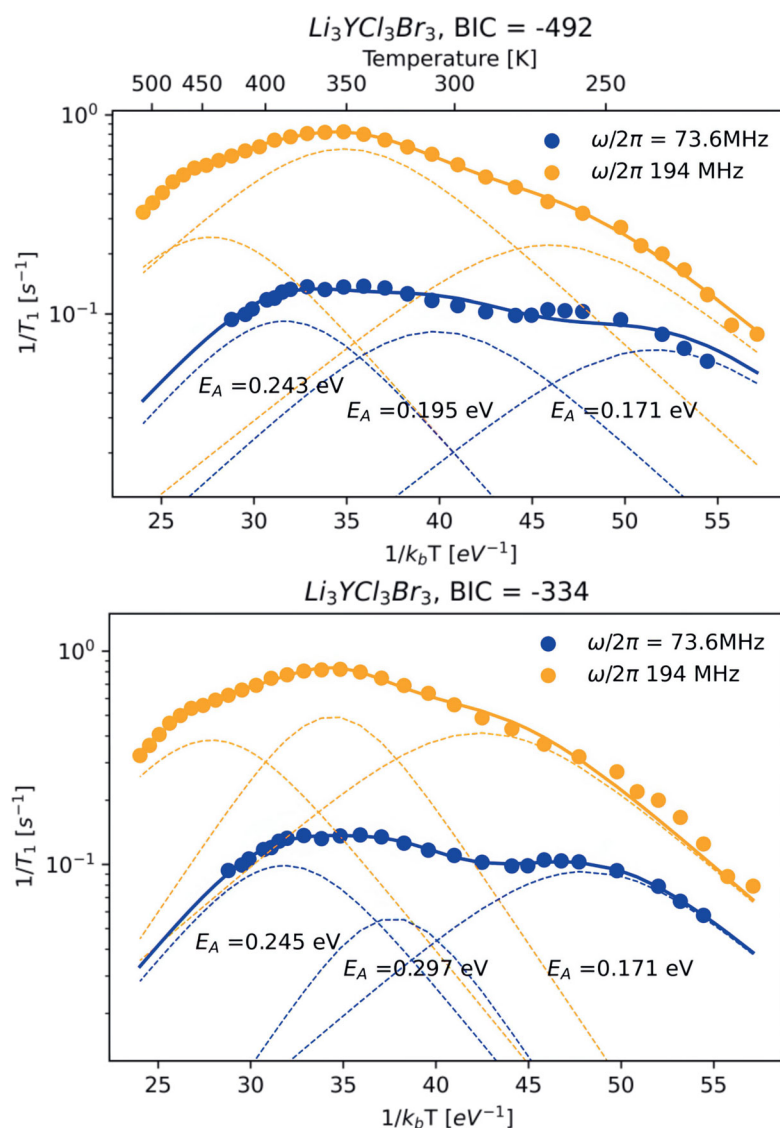 Li₃YCl₃Br₃, BIC = -492
Temperature [K]
500 450 400 350 300 250
10⁰
ω/2π = 73.6MHz
ω/2π 194 MHz
1/T₁ [s⁻¹]
10⁻¹
E_A =0.243 eV
E_A =0.195 eV
E_A =0.171 eV
25 30 35 40 45 50 55
1/k_bT [eV⁻¹]
Li₃YCl₃Br₃, BIC = -334
10⁰
ω/2π = 73.6MHz
ω/2π 194 MHz
1/T₁ [s⁻¹]
10⁻¹
E_A =0.245 eV
E_A =0.297 eV
E_A =0.171 eV
25 30 35 40 45 50 55
1/k_bT [eV⁻¹]